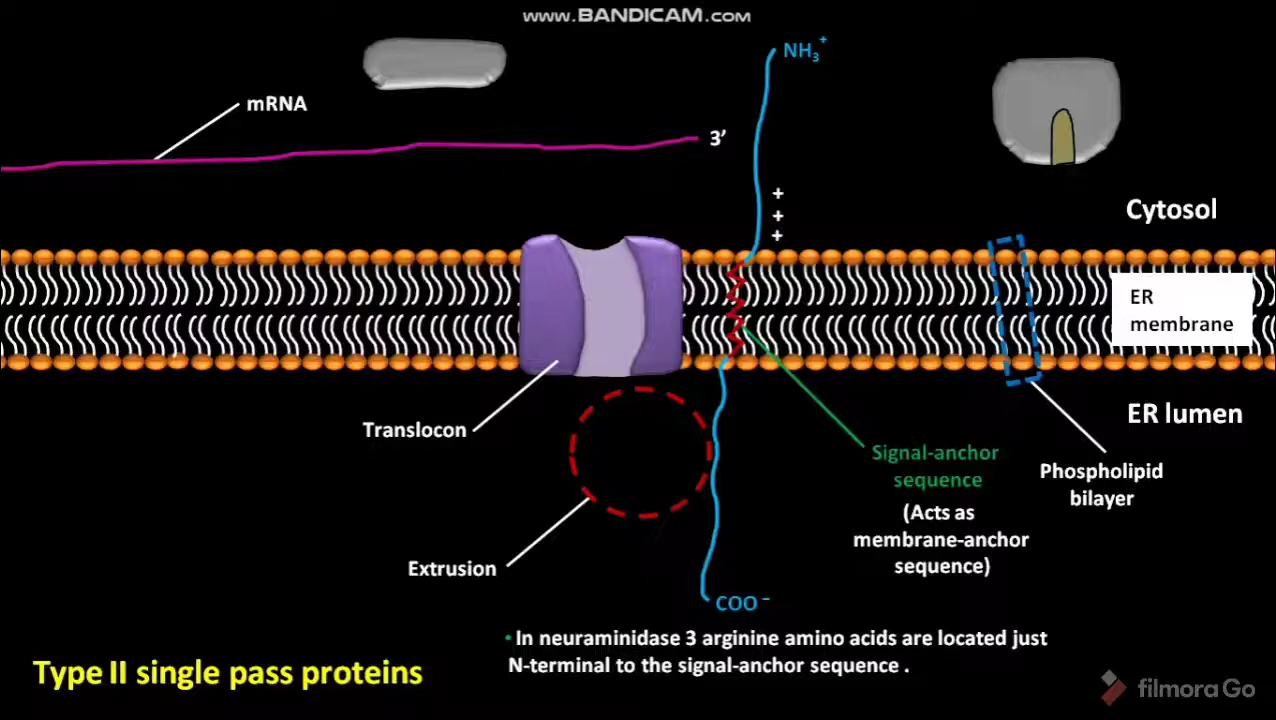 www.BANDICAM.com
NH₃⁺
mRNA
3'
+
+
+
Cytosol
ER
membrane
ER lumen
Translocon
Signal-anchor
sequence
(Acts as
membrane-anchor
sequence)
Phospholipid
bilayer
Extrusion
COO⁻
• In neuraminidase 3 arginine amino acids are located just
N-terminal to the signal-anchor sequence .
Type II single pass proteins
filmoraGo